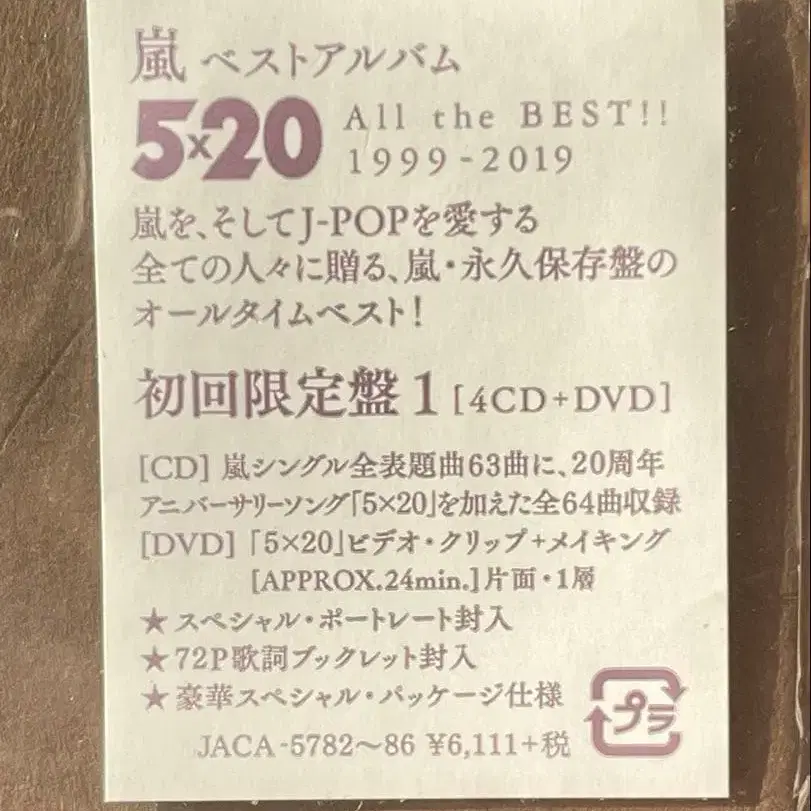 嵐 ベストアルバム
5×20 All the BEST!!
1999-2019
嵐を、そしてJ-POPを愛する
全ての人々に贈る、嵐・永久保存盤の
オールタイムベスト!
初回限定盤1 [4CD+DVD]
[CD] 嵐シングル全表題曲63曲に、20周年
アニバーサリーソング「5×20」を加えた全64曲収録
[DVD]「5×20」ビデオ・クリップ+メイキング
[APPROX.24min.]片面・1層
★スペシャル・ポートレート封入
★72P歌詞ブックレット封入
★豪華スペシャル・パッケージ仕様
プラ
JACA-5782〜86 ¥6,111+税